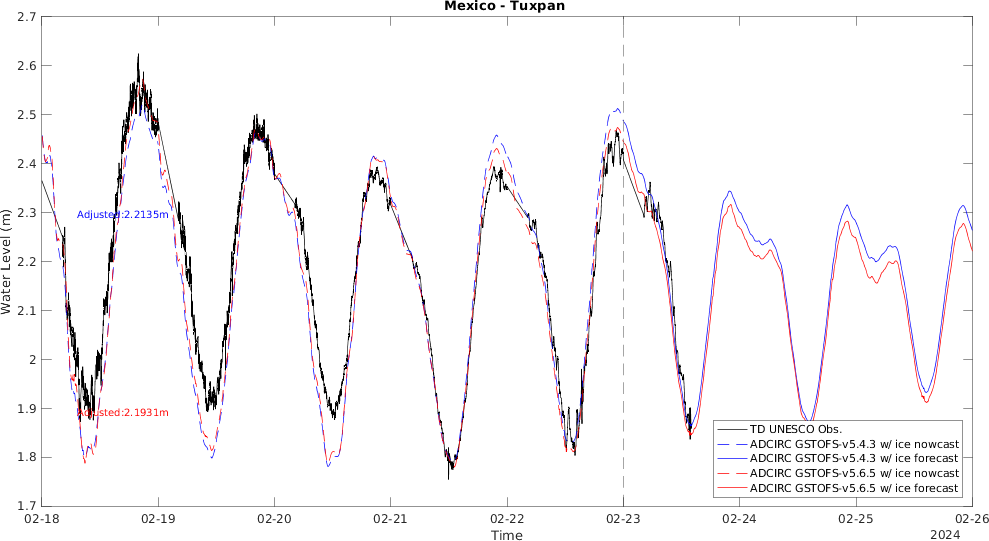 Mexico - Tuxpan
2.7
2.6
2.5
2.4
2.3
2.2
2.1
2
1.9
1.8
1.7
Water Level (m)
Adjusted:2.2135m
Adjusted:2.1931m
TD UNESCO Obs.
ADCIRC GSTOFS-v5.4.3 w/ ice nowcast
ADCIRC GSTOFS-v5.4.3 w/ ice forecast
ADCIRC GSTOFS-v5.6.5 w/ ice nowcast
ADCIRC GSTOFS-v5.6.5 w/ ice forecast
02-18 02-19 02-20 02-21 02-22 02-23 02-24 02-25 02-26
Time
2024